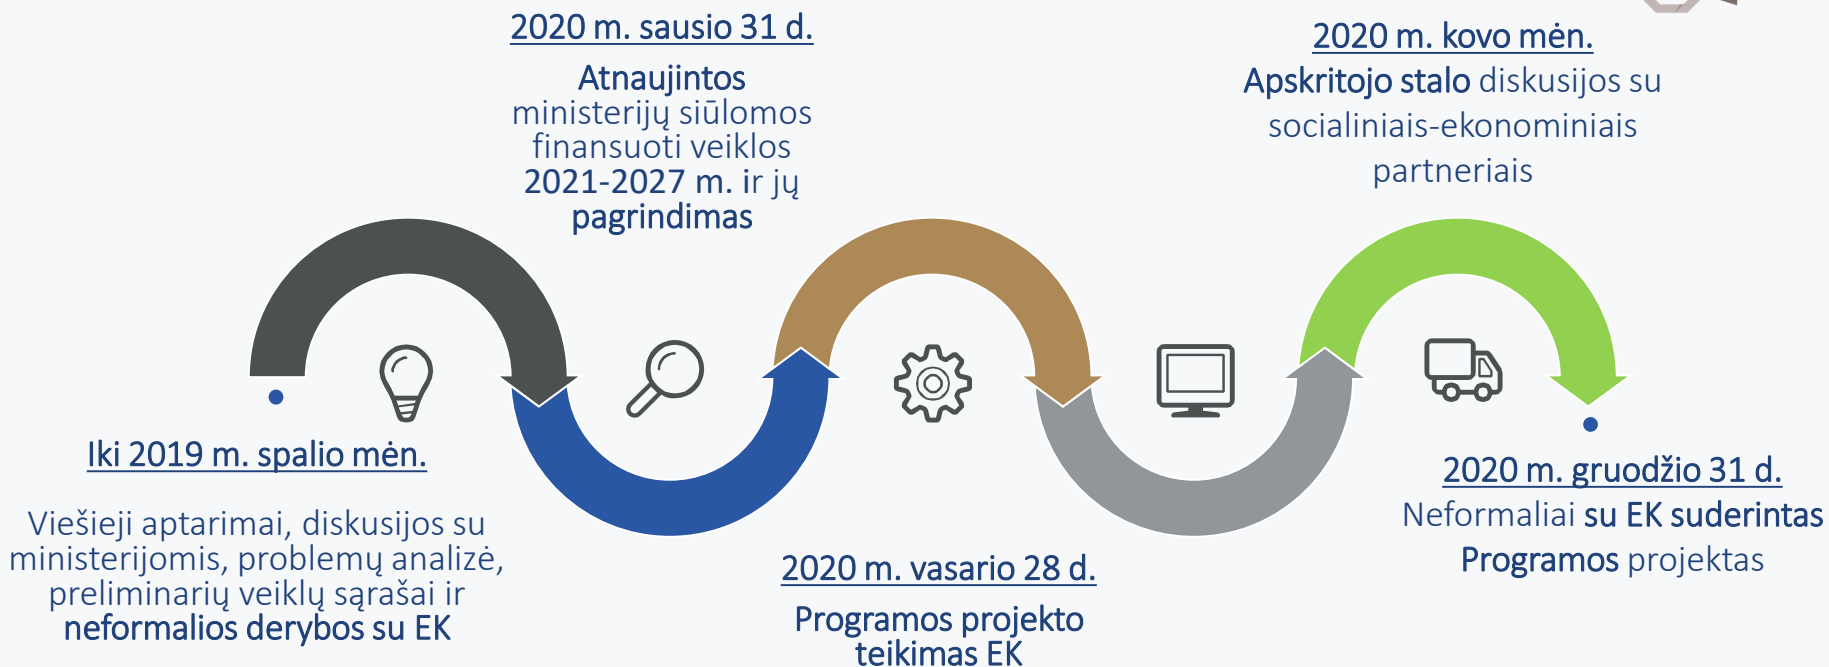 Iki 2019 m. spalio mėn.
Viešieji aptarimai, diskusijos su
ministerijomis, problemų analizė,
preliminarių veiklų sąrašai ir
neformalios derybos su EK
2020 m. sausio 31 d.
Atnaujintos
ministerijų siūlomos
finansuoti veiklos
2021-2027 m. ir jų
pagrindimas
2020 m. vasario 28 d.
Programos projekto
teikimas EK
2020 m. kovo mėn.
Apskritojo stalo diskusijos su
socialiniais-ekonominiais
partneriais
2020 m. gruodžio 31 d.
Neformaliai su EK suderintas
Programos projektas